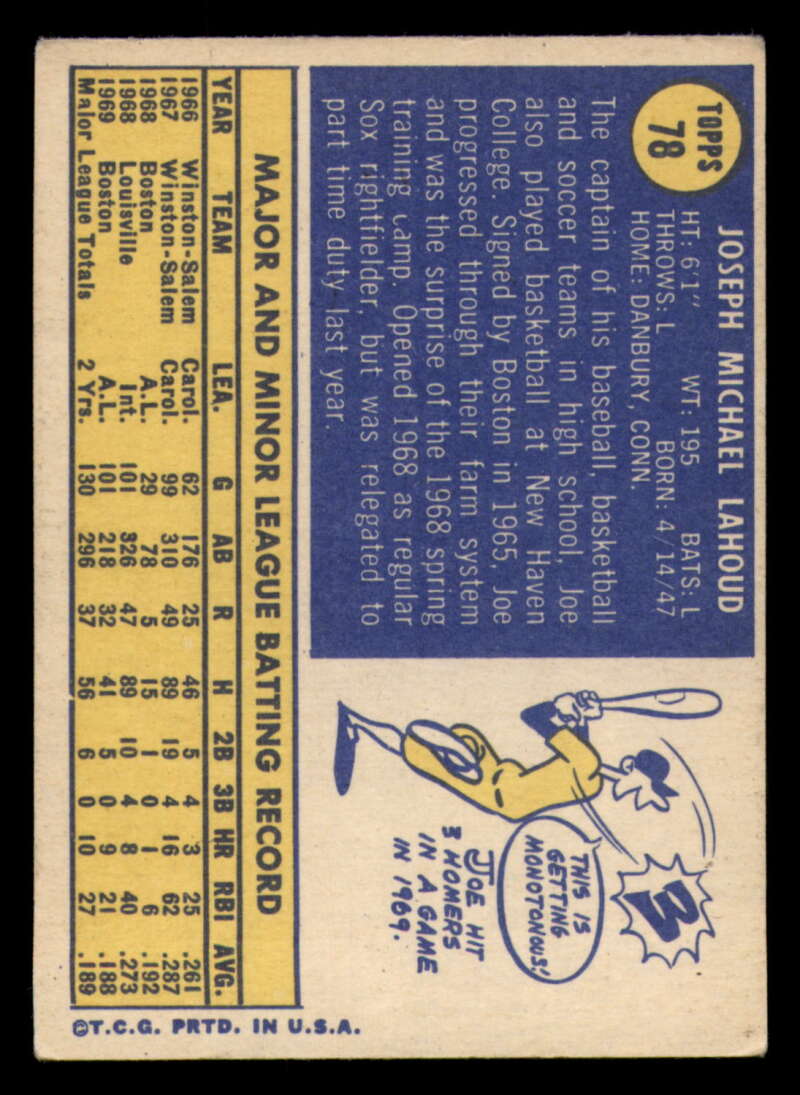 TOPPS
78
JOSEPH MICHAEL LAHOUD
HT: 6'1" WT: 195 BATS: L
THROWS: L BORN: 4/14/47
HOME: DANBURY, CONN.
The captain of his baseball, basketball
and soccer teams in high school, Joe
also played basketball at New Haven
College. Signed by Boston in 1965, Joe
progressed through their farm system
and was the surprise of the 1968 spring
training camp. Opened 1968 as regular
Sox rightfielder, but was relegated to
part time duty last year.
3
THIS IS
GETTING
MONOTONOUS!
JOE HIT
3 HOMERS
IN A GAME
IN 1969.
MAJOR AND MINOR LEAGUE BATTING RECORD
YEAR TEAM LEA. G AB R H 2B 3B HR RBI AVG.
1966 Winston-Salem Carol. 62 176 25 46 5 4 3 25 .261
1967 Winston-Salem Carol. 99 310 49 89 19 4 16 62 .287
1968 Boston A.L. 29 78 5 15 1 0 1 6 .192
1968 Louisville Int. 101 326 47 89 10 4 8 40 .273
1969 Boston A.L. 101 218 32 41 5 0 9 21 .188
Major League Totals 2 Yrs. 130 296 37 56 6 0 10 27 .189
©T.C.G. PRTD. IN U.S.A.